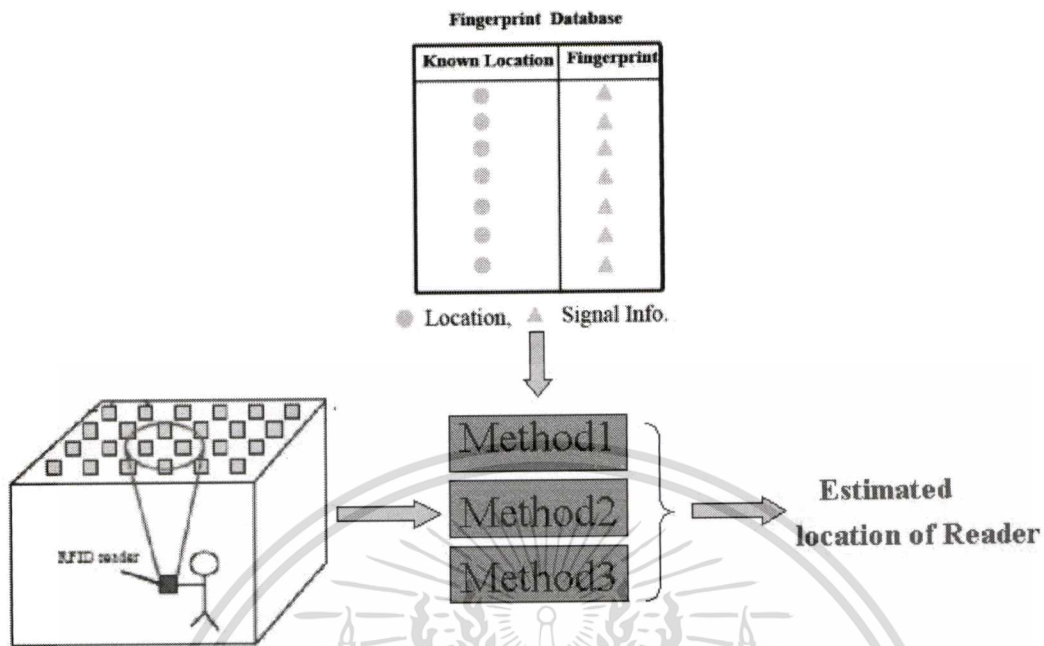 Fingerprint Database
Known Location Fingerprint
Location, Signal Info.
RFID reader
Method1
Method2
Method3
Estimated
location of Reader